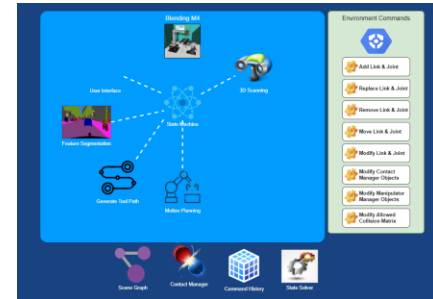 Blending M4
User Interface
3D Scanning
State Machine
Feature Segmentation
Generate Tool Path
Motion Planning
Environment Commands
Add Link & Joint
Replace Link & Joint
Remove Link & Joint
Move Link & Joint
Modify Link & Joint
Modify Contact
Manager Objects
Modify Manipulator
Manager Objects
Modify Allowed
Collision Matrix
Scene Graph
Contact Manager
Command History
State Solver